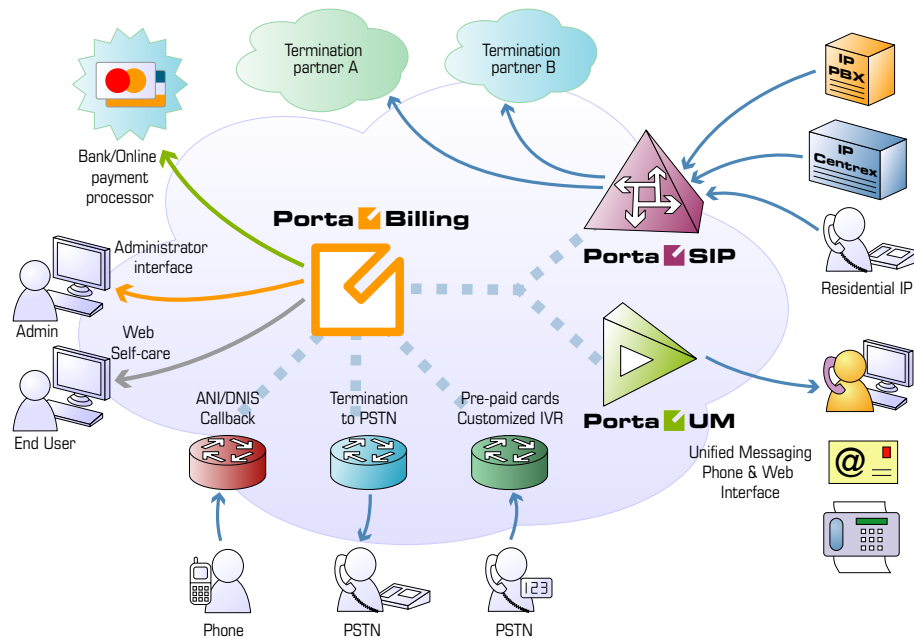 Termination
partner A
Termination
partner B
IP
PBX
Bank/Online
payment
processor
IP
Centrex
Porta Billing
Administrator
interface
Porta SIP
Residential IP
Admin
Web
Self-care
End User
ANI/DNIS
Callback
Termination
to PSTN
Pre-paid cards
Customized IVR
Porta UM
Unified Messaging
Phone & Web
Interface
@
123
Phone
PSTN
PSTN